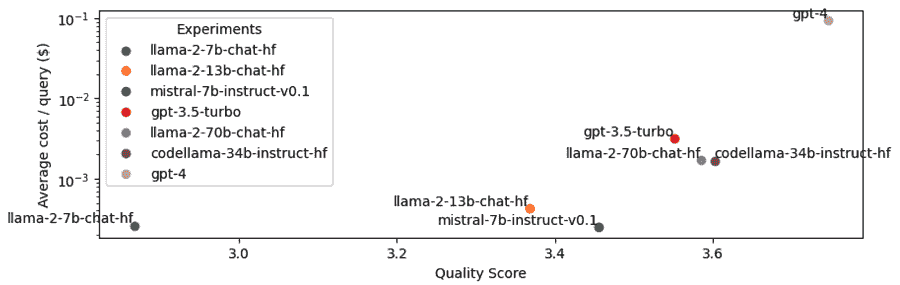 Average cost / query ($)
10⁻¹
10⁻²
10⁻³
Experiments
llama-2-7b-chat-hf
llama-2-13b-chat-hf
mistral-7b-instruct-v0.1
gpt-3.5-turbo
llama-2-70b-chat-hf
codellama-34b-instruct-hf
gpt-4
gpt-4
gpt-3.5-turbo
llama-2-70b-chat-hf
codellama-34b-instruct-hf
llama-2-13b-chat-hf
mistral-7b-instruct-v0.1
llama-2-7b-chat-hf
3.0
3.2
3.4
3.6
Quality Score